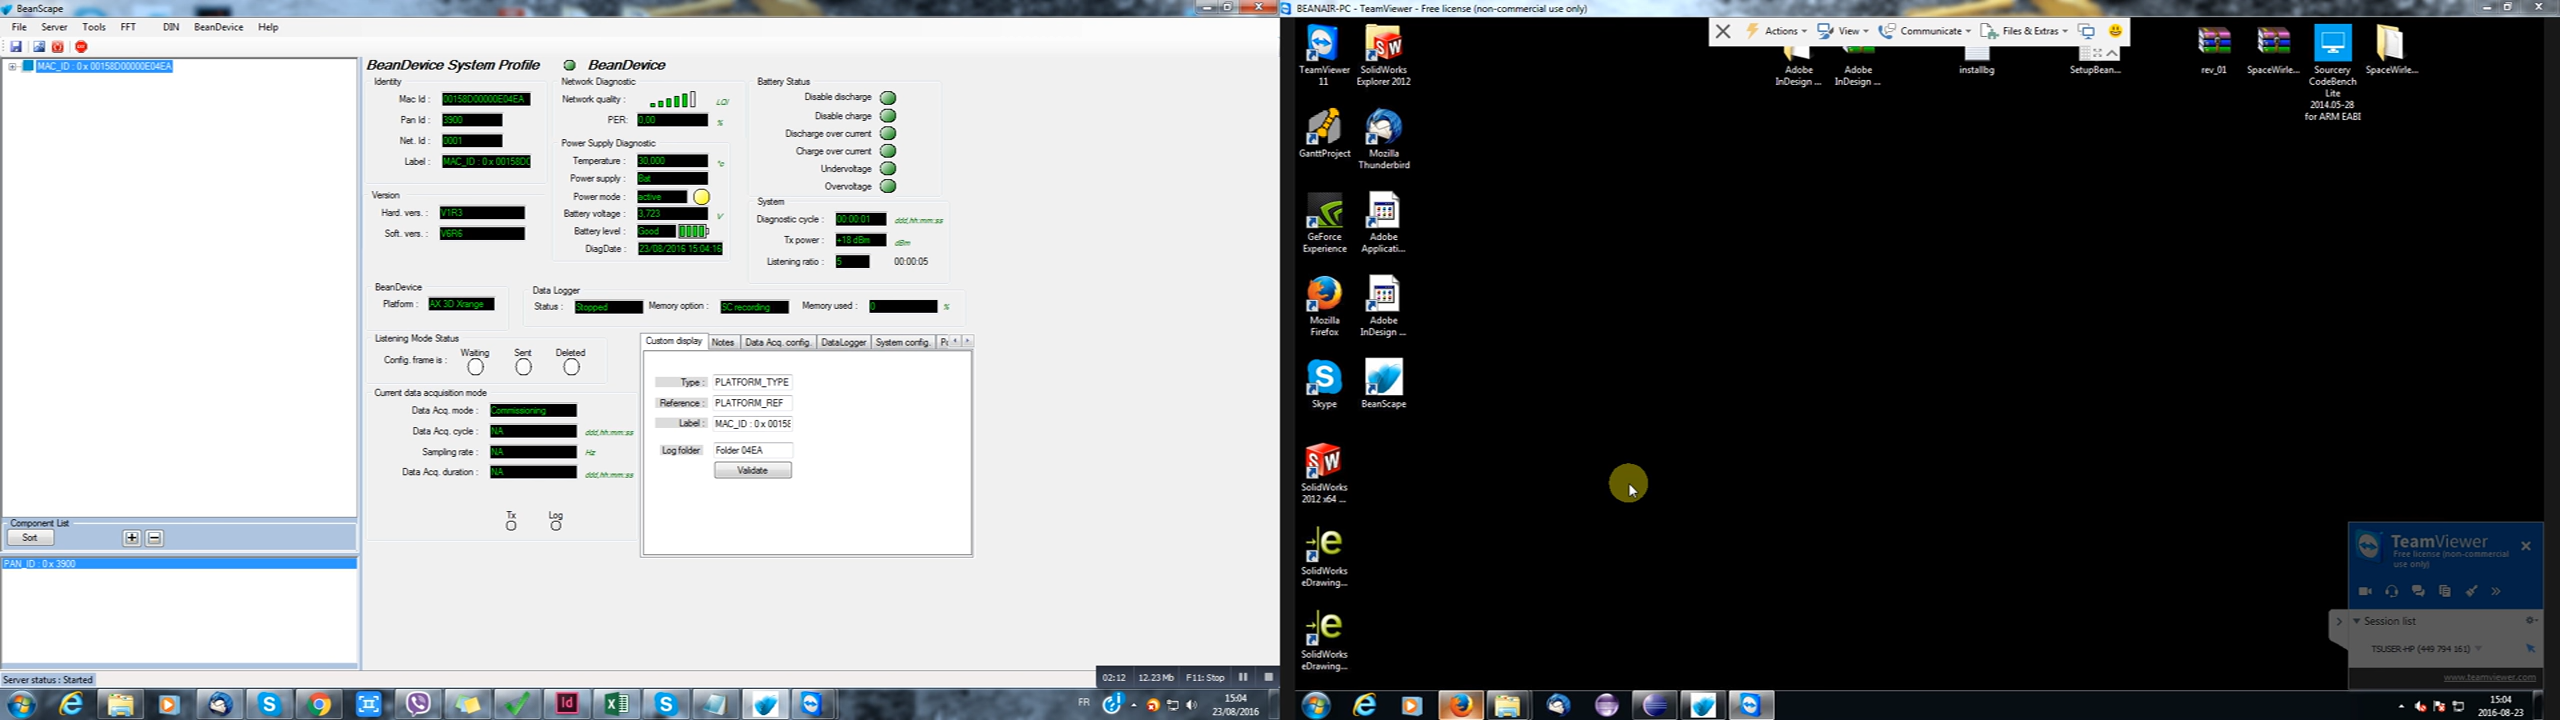 BeanScape
File Server Tools FFT DIN BeanDevice Help
MAC_ID : 0 x 00158D00000E04EA
BeanDevice System Profile
BeanDevice
Identity
Mac Id : 00158D00000E04EA
Pan Id : 3900
Net. Id : 0001
Label : MAC_ID : 0 x 00158D0
Version
Hard. vers. : V1R3
Soft. vers. : V6R6
Network Diagnostic
Network quality : LQI
PER: 0,00 %
Power Supply Diagnostic
Temperature : 30,000 °c
Power supply : Bat
Power mode : active
Battery voltage : 3,723 V
Battery level : Good
DiagDate : 23/08/2016 15:04:16
Battery Status
Disable discharge
Disable charge
Discharge over current
Charge over current
Undervoltage
Overvoltage
System
Diagnostic cycle : 00:00:01 ddd,hh:mm:ss
Tx power : +18 dBm dBm
Listening ratio : 5 00:00:05
BeanDevice
Platform : AX 3D Xrange
Data Logger
Status : Stopped Memory option : SC recording Memory used : 0 %
Listening Mode Status
Config. frame is : Waiting Sent Deleted
Current data acquisition mode
Data Acq. mode : Commissioning
Data Acq. cycle : NA ddd,hh:mm:ss
Sampling rate : NA Hz
Data Acq. duration : NA ddd,hh:mm:ss
Tx Log
Custom display Notes Data Acq. config. DataLogger System config.
Type : PLATFORM_TYPE
Reference : PLATFORM_REF
Label : MAC_ID : 0 x 0015
Log folder Folder 04EA
Validate
Component List
Sort
PAN_ID : 0 x 3900
Server status : Started
02:12 12.23 Mb F11: Stop
FR
15:04
23/08/2016
BEANAIR-PC - TeamViewer - Free license (non-commercial use only)
Actions View Communicate Files & Extras
TeamViewer
11
SolidWorks
Explorer 2012
Adobe
InDesign ...
Adobe
InDesign ...
installbg
SetupBean...
rev_01
SpaceWirle...
Sourcery
CodeBench
Lite
2014.05-28
for ARM EABI
SpaceWirle...
GanttProject
Mozilla
Thunderbird
GeForce
Experience
Adobe
Applicati...
Mozilla
Firefox
Adobe
InDesign ...
Skype
BeanScape
SolidWorks
2012 x64 ...
SolidWorks
eDrawing...
SolidWorks
eDrawing...
TeamViewer
Free license (non-commercial
use only)
Session list
TSUSER-HP (449 794 161)
www.teamviewer.com
15:04
2016-08-23